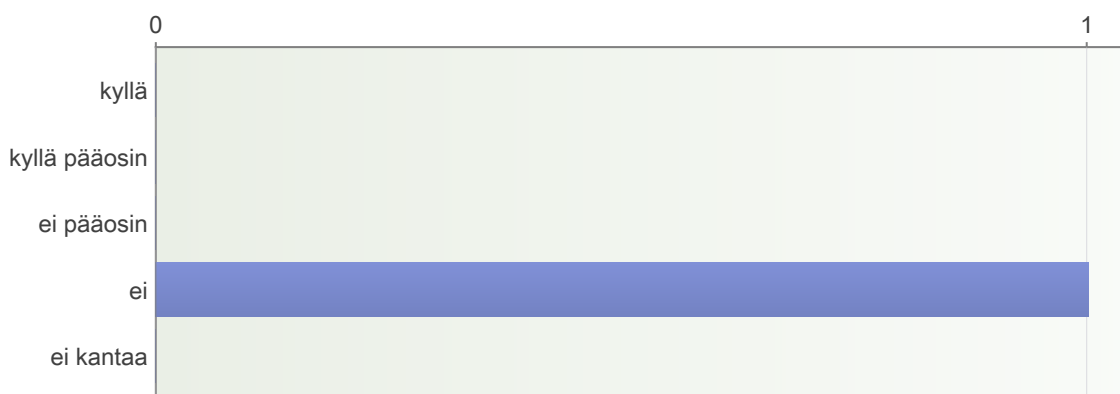 0 1
kyllä
kyllä pääosin
ei pääosin
ei
ei kantaa